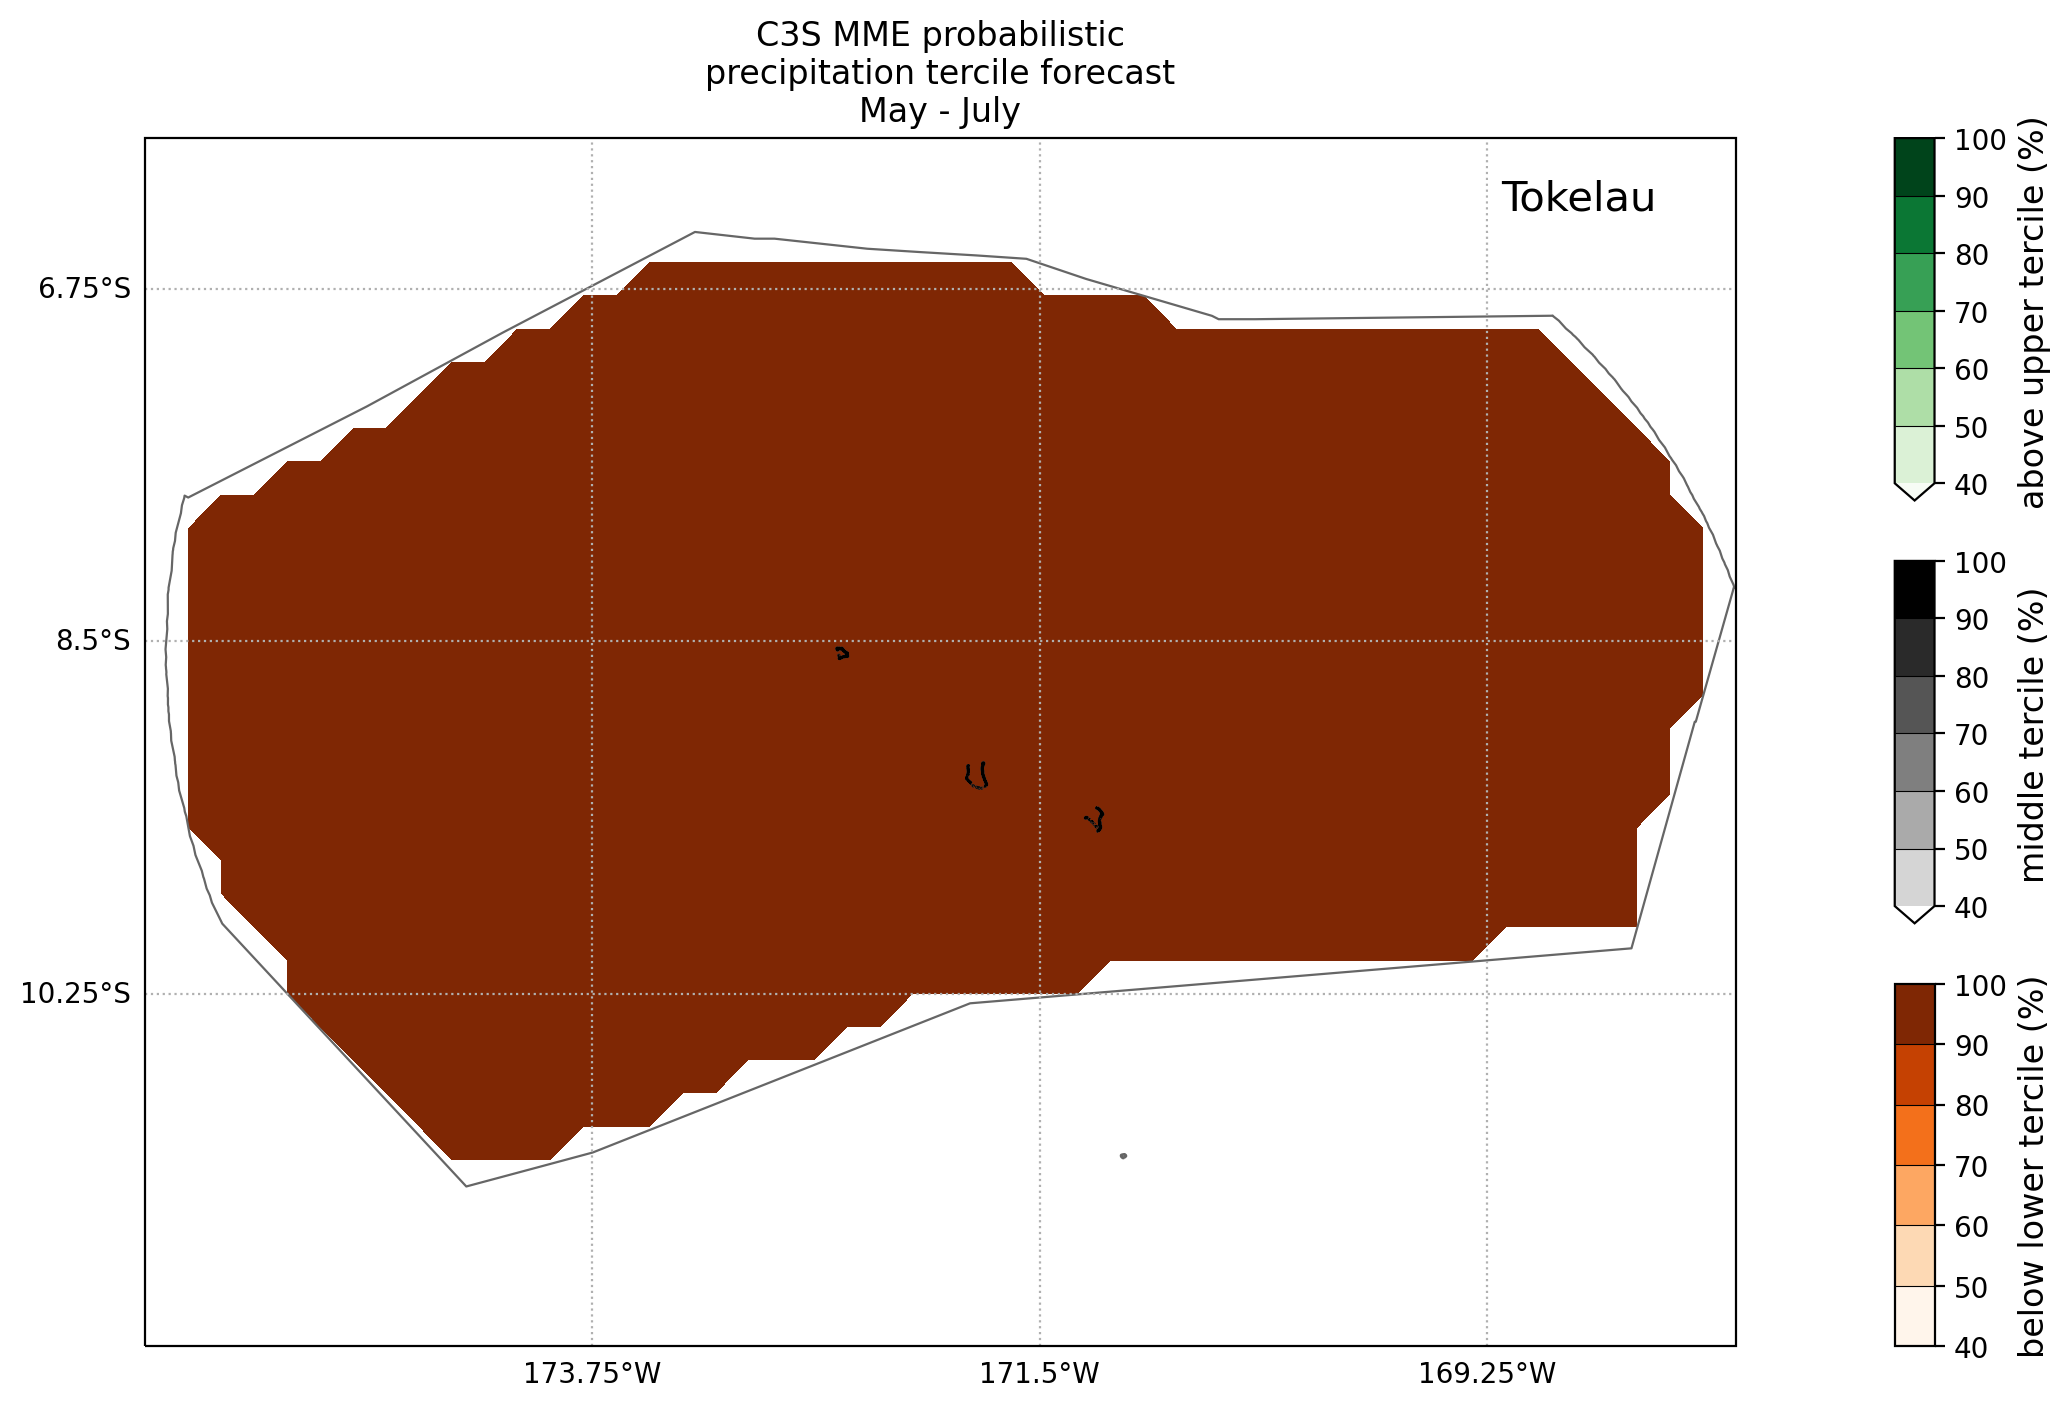 C3S MME probabilistic
precipitation tercile forecast
May - July
Tokelau
6.75°S
8.5°S
10.25°S
173.75°W
171.5°W
169.25°W
100
90
80
70
60
50
40
above upper tercile (%)
100
90
80
70
60
50
40
middle tercile (%)
100
90
80
70
60
50
40
below lower tercile (%)